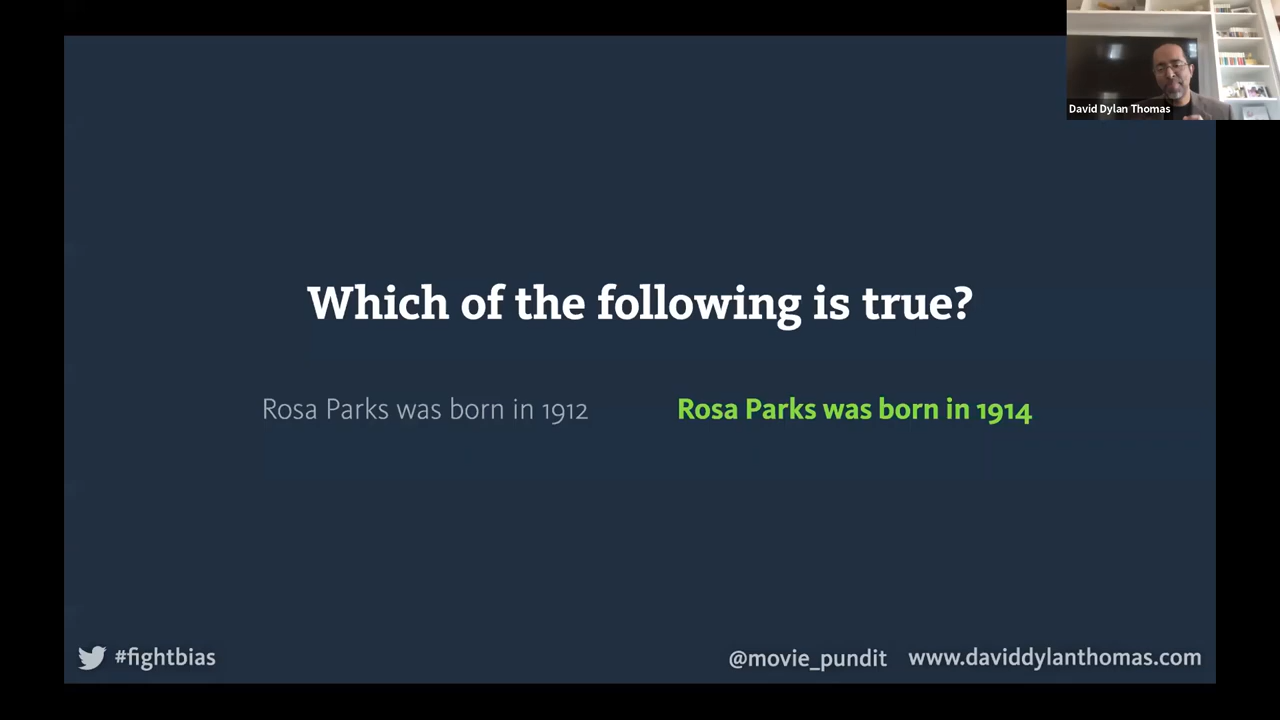 David Dylan Thomas
Which of the following is true?
Rosa Parks was born in 1912
Rosa Parks was born in 1914
#fightbias
@movie_pundit
www.daviddylanthomas.com